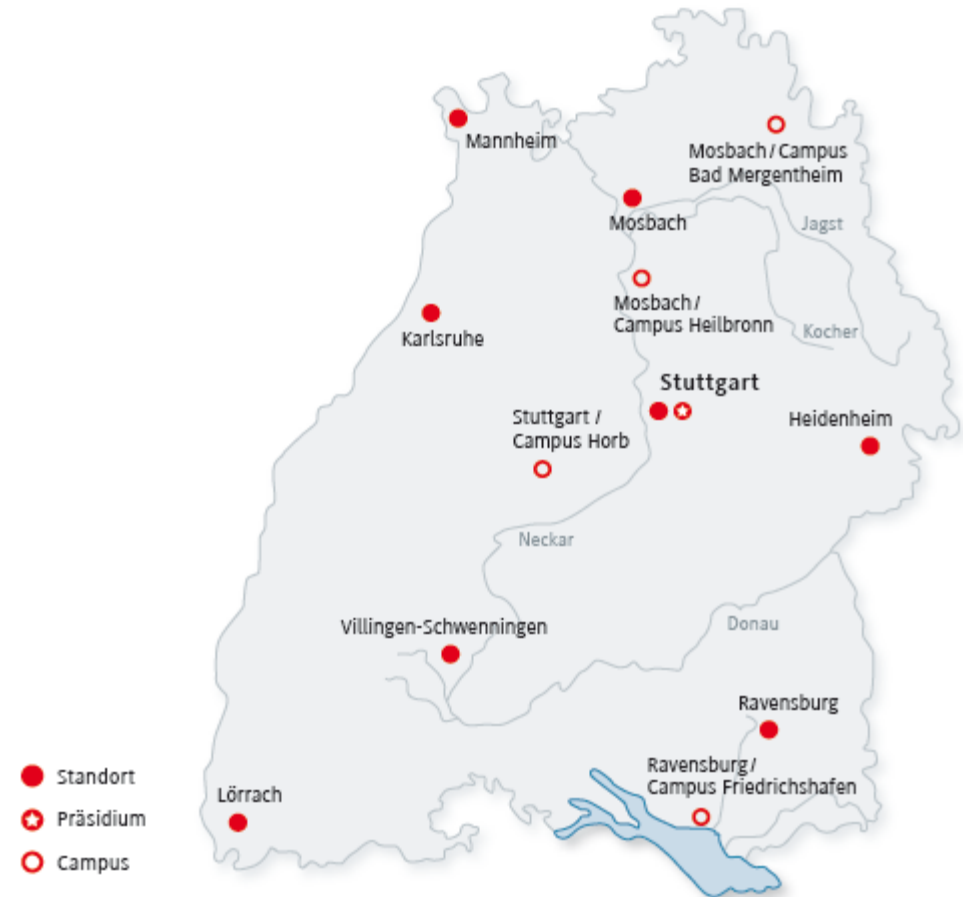 Mannheim
Mosbach / Campus
Bad Mergentheim
Mosbach
Jagst
Mosbach /
Campus Heilbronn
Karlsruhe
Kocher
Stuttgart
Stuttgart /
Campus Horb
Heidenheim
Neckar
Villingen-Schwenningen
Donau
Ravensburg
Ravensburg /
Campus Friedrichshafen
Lörrach
Standort
Präsidium
Campus